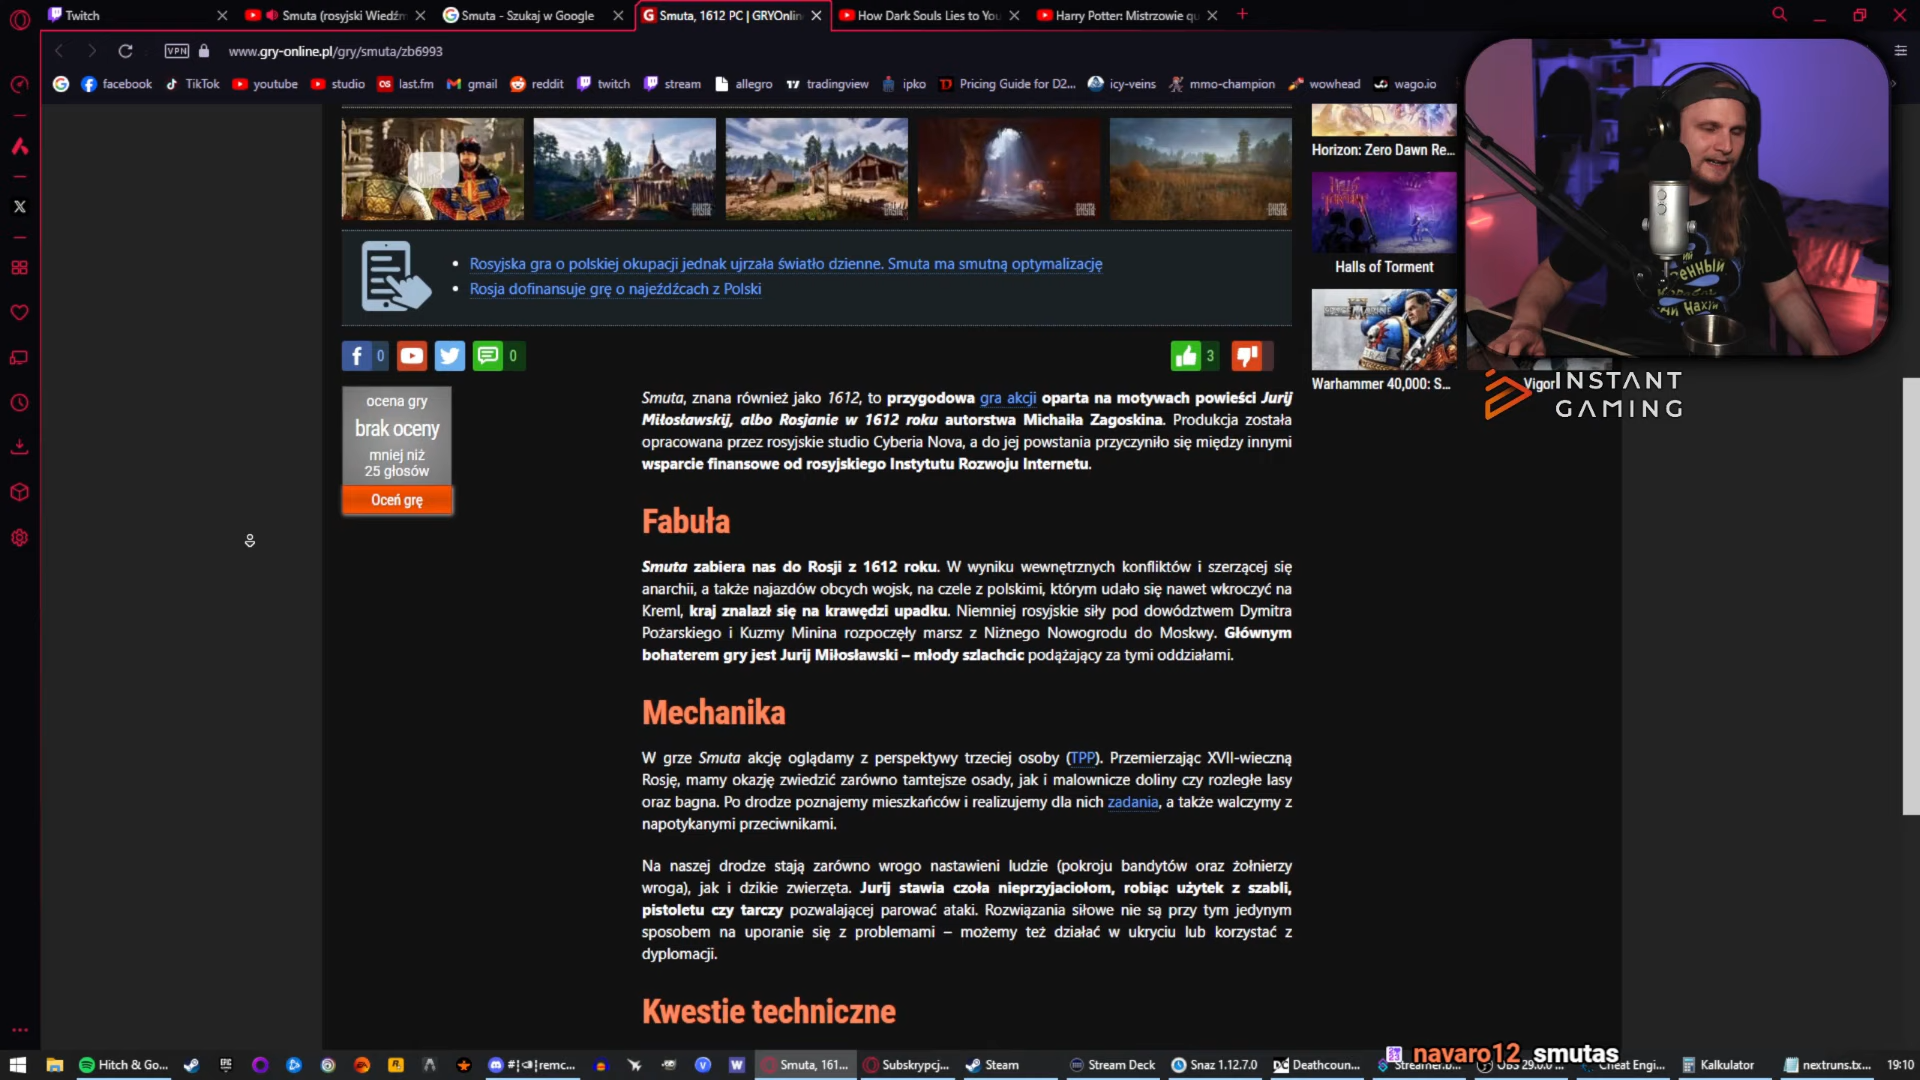 Twitch
Smuta (rosyjski Wiedźm
Smuta - Szukaj w Google
Smuta, 1612 PC | GRYOnlin
How Dark Souls Lies to You
Harry Potter: Mistrzowie qu
VPN
www.gry-online.pl/gry/smuta/zb6993
facebook
TikTok
youtube
studio
last.fm
gmail
reddit
twitch
stream
allegro
tradingview
ipko
Pricing Guide for D2...
icy-veins
mmo-champion
wowhead
wago.io
Horizon: Zero Dawn Re...
Halls of Torment
Warhammer 40,000: S...
Vigor
INSTANT
GAMING
Rosyjska gra o polskiej okupacji jednak ujrzała światło dzienne. Smuta ma smutną optymalizację
Rosja dofinansuje grę o najeźdźcach z Polski
0
0
3
ocena gry
brak oceny
mniej niż
25 głosów
Oceń grę
Smuta, znana również jako 1612, to przygodowa gra akcji oparta na motywach powieści Jurij
Miłosławskij, albo Rosjanie w 1612 roku autorstwa Michaiła Zagoskina. Produkcja została
opracowana przez rosyjskie studio Cyberia Nova, a do jej powstania przyczyniło się między innymi
wsparcie finansowe od rosyjskiego Instytutu Rozwoju Internetu.
Fabuła
Smuta zabiera nas do Rosji z 1612 roku. W wyniku wewnętrznych konfliktów i szerzącej się
anarchii, a także najazdów obcych wojsk, na czele z polskimi, którym udało się nawet wkroczyć na
Kreml, kraj znalazł się na krawędzi upadku. Niemniej rosyjskie siły pod dowództwem Dymitra
Pożarskiego i Kuzmy Minina rozpoczęły marsz z Niżnego Nowogrodu do Moskwy. Głównym
bohaterem gry jest Jurij Miłosławski – młody szlachcic podążający za tymi oddziałami.
Mechanika
W grze Smuta akcję oglądamy z perspektywy trzeciej osoby (TPP). Przemierzając XVII-wieczną
Rosję, mamy okazję zwiedzić zarówno tamtejsze osady, jak i malownicze doliny czy rozległe lasy
oraz bagna. Po drodze poznajemy mieszkańców i realizujemy dla nich zadania, a także walczymy z
napotykanymi przeciwnikami.
Na naszej drodze stają zarówno wrogo nastawieni ludzie (pokroju bandytów oraz żołnierzy
wroga), jak i dzikie zwierzęta. Jurij stawia czoła nieprzyjaciołom, robiąc użytek z szabli,
pistoletu czy tarczy pozwalającej parować ataki. Rozwiązania siłowe nie są przy tym jedynym
sposobem na uporanie się z problemami – możemy też działać w ukryciu lub korzystać z
dyplomacji.
Kwestie techniczne
navaro12 smutas
Hitch & Go...
Smuta, 161...
Subskrypcj...
Steam
Stream Deck
Snaz 1.12.7.0
Deathcoun...
Cheat Engi...
Kalkulator
nextruns.tx...
19:10